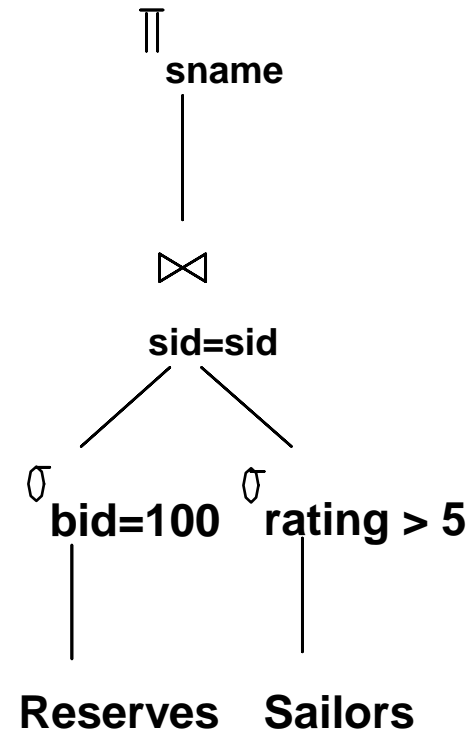 π
sname
⋈
sid=sid
σ bid=100 σ rating > 5
Reserves Sailors